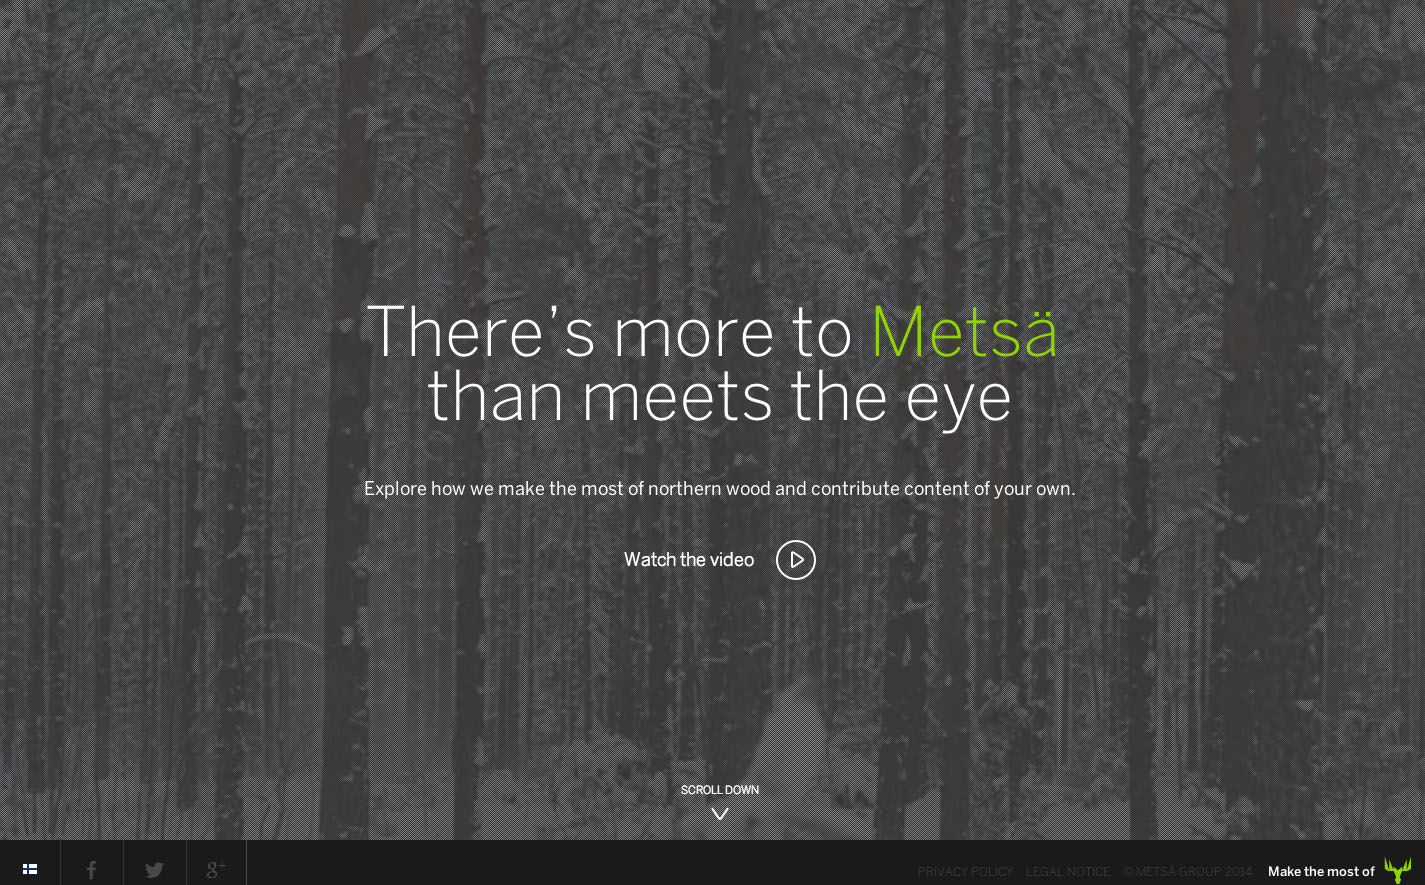 There's more to Metsä
than meets the eye
Explore how we make the most of northern wood and contribute content of your own.
Watch the video
SCROLL DOWN
PRIVACY POLICY LEGAL NOTICE © METSÄ GROUP 2014 Make the most of